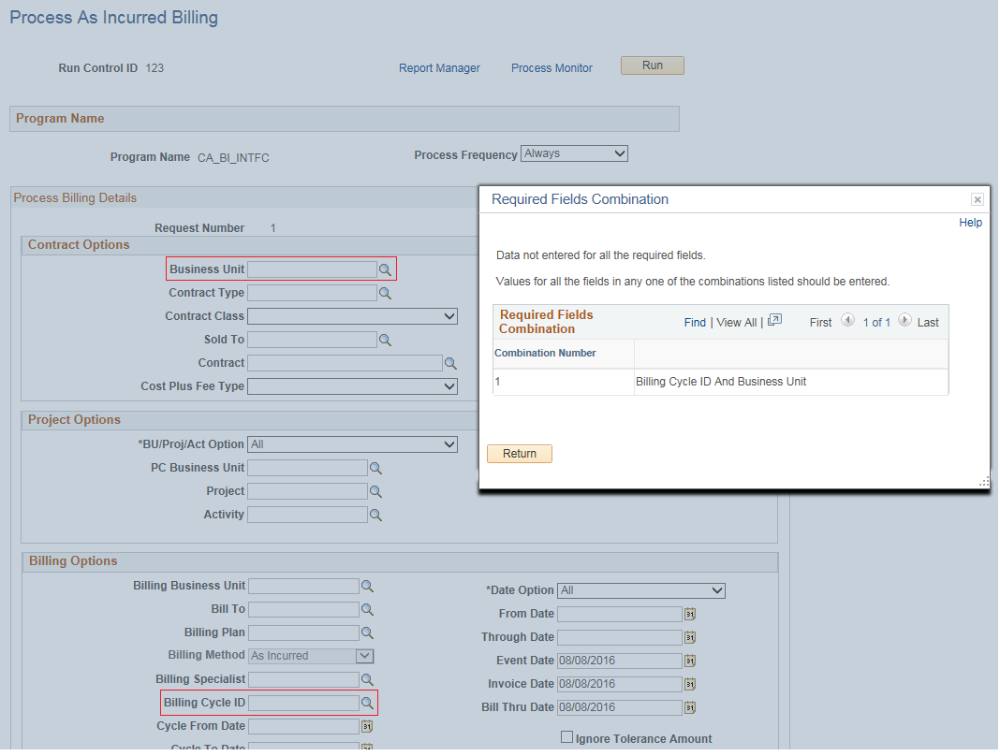 Process As Incurred Billing
Run Control ID 123
Report Manager
Process Monitor
Run
Program Name
Program Name CA_BI_INTFC
Process Frequency Always
Process Billing Details
Request Number 1
Contract Options
Business Unit
Contract Type
Contract Class
Sold To
Contract
Cost Plus Fee Type
Project Options
*BU/Proj/Act Option All
PC Business Unit
Project
Activity
Required Fields Combination
Help
Data not entered for all the required fields.
Values for all the fields in any one of the combinations listed should be entered.
Required Fields
Combination
Find | View All |
First 1 of 1 Last
Combination Number
1 Billing Cycle ID And Business Unit
Return
Billing Options
Billing Business Unit
Bill To
Billing Plan
Billing Method As Incurred
Billing Specialist
Billing Cycle ID
Cycle From Date
Cycle To Date
*Date Option All
From Date
Through Date
Event Date 08/08/2016
Invoice Date 08/08/2016
Bill Thru Date 08/08/2016
Ignore Tolerance Amount